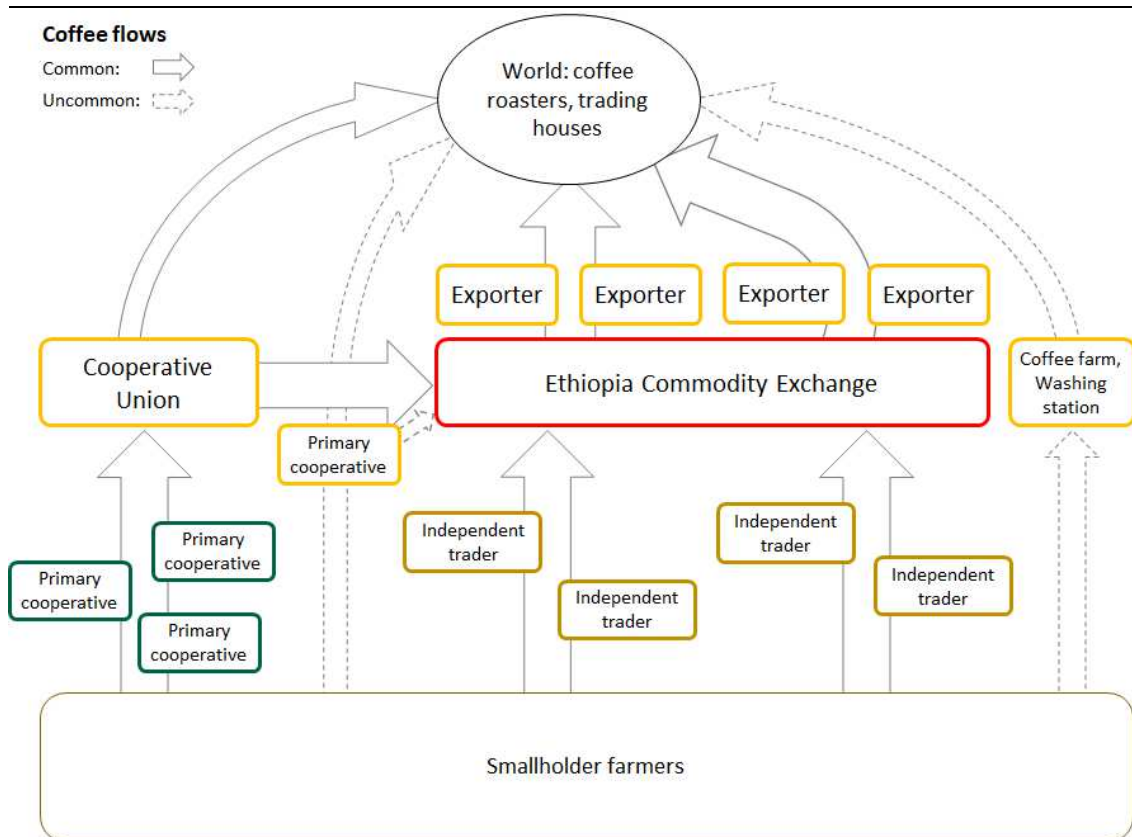 Coffee flows
Common:
Uncommon:
World: coffee
roasters, trading
houses
Exporter
Exporter
Exporter
Exporter
Cooperative
Union
Ethiopia Commodity Exchange
Coffee farm,
Washing
station
Primary
cooperative
Independent
trader
Independent
trader
Primary
cooperative
Primary
cooperative
Independent
trader
Independent
trader
Primary
cooperative
Smallholder farmers